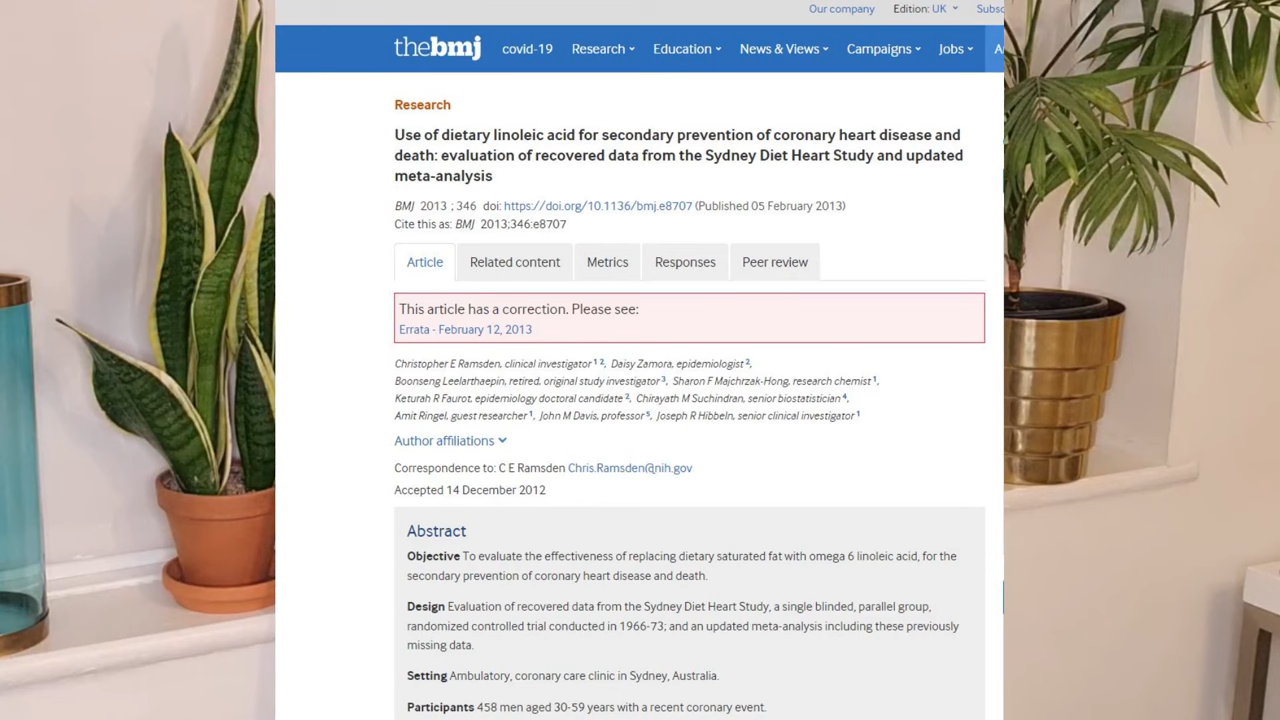 Our company Edition: UK
thebmj covid-19 Research Education News & Views Campaigns Jobs
Research
Use of dietary linoleic acid for secondary prevention of coronary heart disease and
death: evaluation of recovered data from the Sydney Diet Heart Study and updated
meta-analysis
BMJ 2013 ; 346 doi: https://doi.org/10.1136/bmj.e8707 (Published 05 February 2013)
Cite this as: BMJ 2013;346:e8707
Article Related content Metrics Responses Peer review
This article has a correction. Please see:
Errata - February 12, 2013
Christopher E Ramsden, clinical investigator 1 2, Daisy Zamora, epidemiologist 2,
Boonseng Leelarthaepin, retired, original study investigator 3, Sharon F Majchrzak-Hong, research chemist 1,
Keturah R Faurot, epidemiology doctoral candidate 2, Chirayath M Suchindran, senior biostatistician 4,
Amit Ringel, guest researcher 1, John M Davis, professor 5, Joseph R Hibbeln, senior clinical investigator 1
Author affiliations
Correspondence to: C E Ramsden Chris.Ramsden@nih.gov
Accepted 14 December 2012
Abstract
Objective To evaluate the effectiveness of replacing dietary saturated fat with omega 6 linoleic acid, for the
secondary prevention of coronary heart disease and death.
Design Evaluation of recovered data from the Sydney Diet Heart Study, a single blinded, parallel group,
randomized controlled trial conducted in 1966-73; and an updated meta-analysis including these previously
missing data.
Setting Ambulatory, coronary care clinic in Sydney, Australia.
Participants 458 men aged 30-59 years with a recent coronary event.